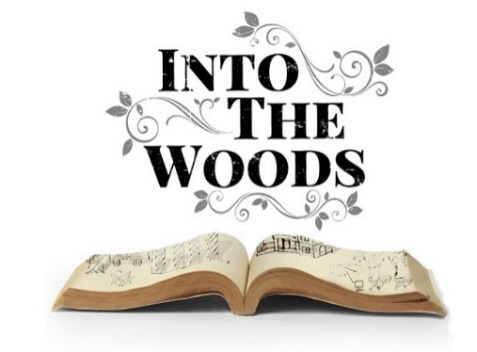 Into
The
Woods